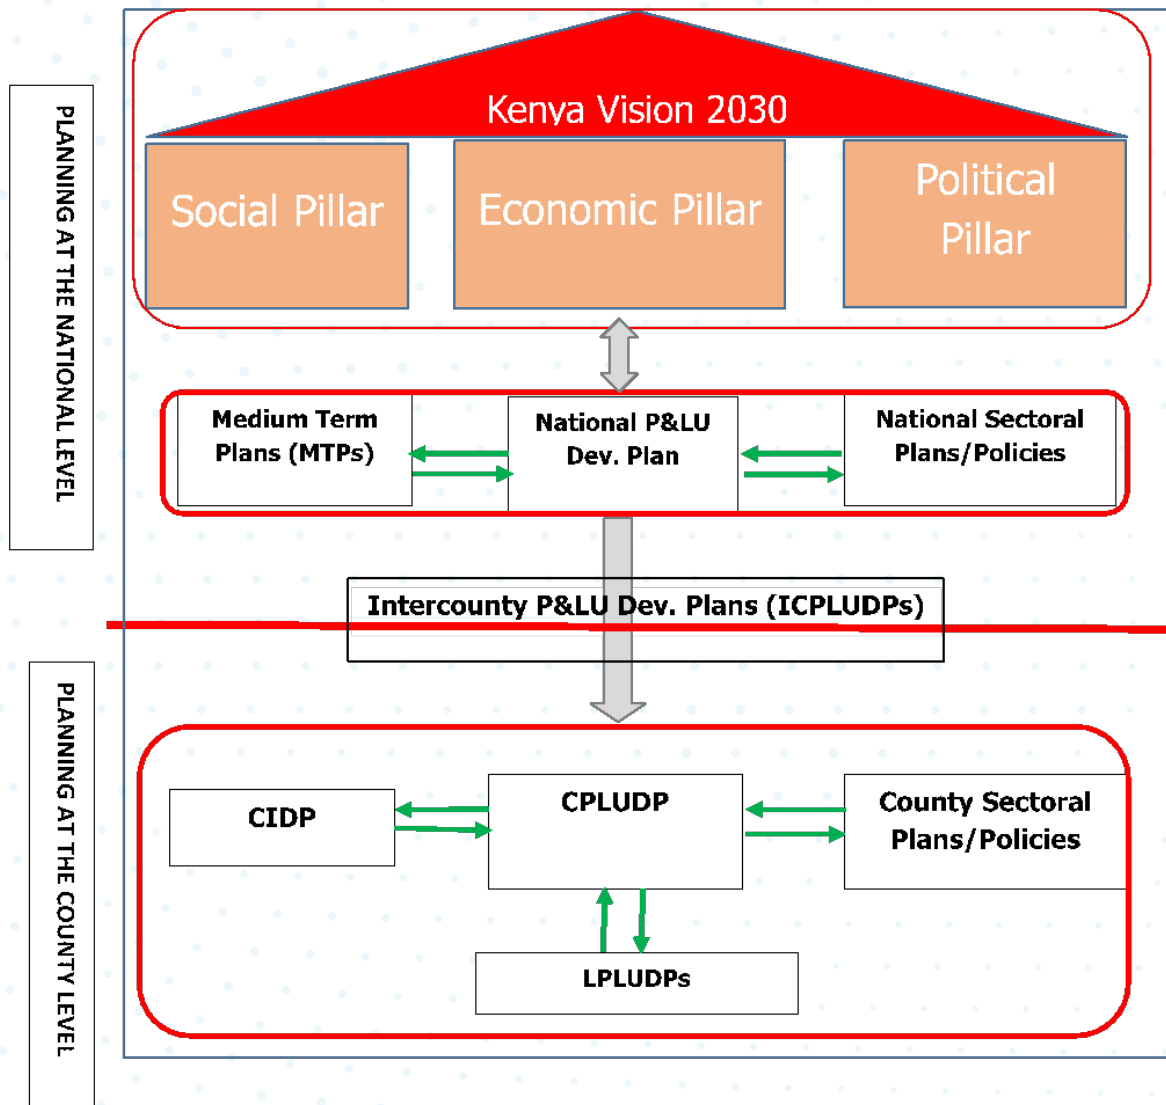 PLANNING AT THE NATIONAL LEVEL
Kenya Vision 2030
Social Pillar
Economic Pillar
Political
Pillar
Medium Term
Plans (MTPs)
National P&LU
Dev. Plan
National Sectoral
Plans/Policies
Intercounty P&LU Dev. Plans (ICPLUDPs)
PLANNING AT THE COUNTY LEVEL
CIDP
CPLUDP
County Sectoral
Plans/Policies
LPLUDPs